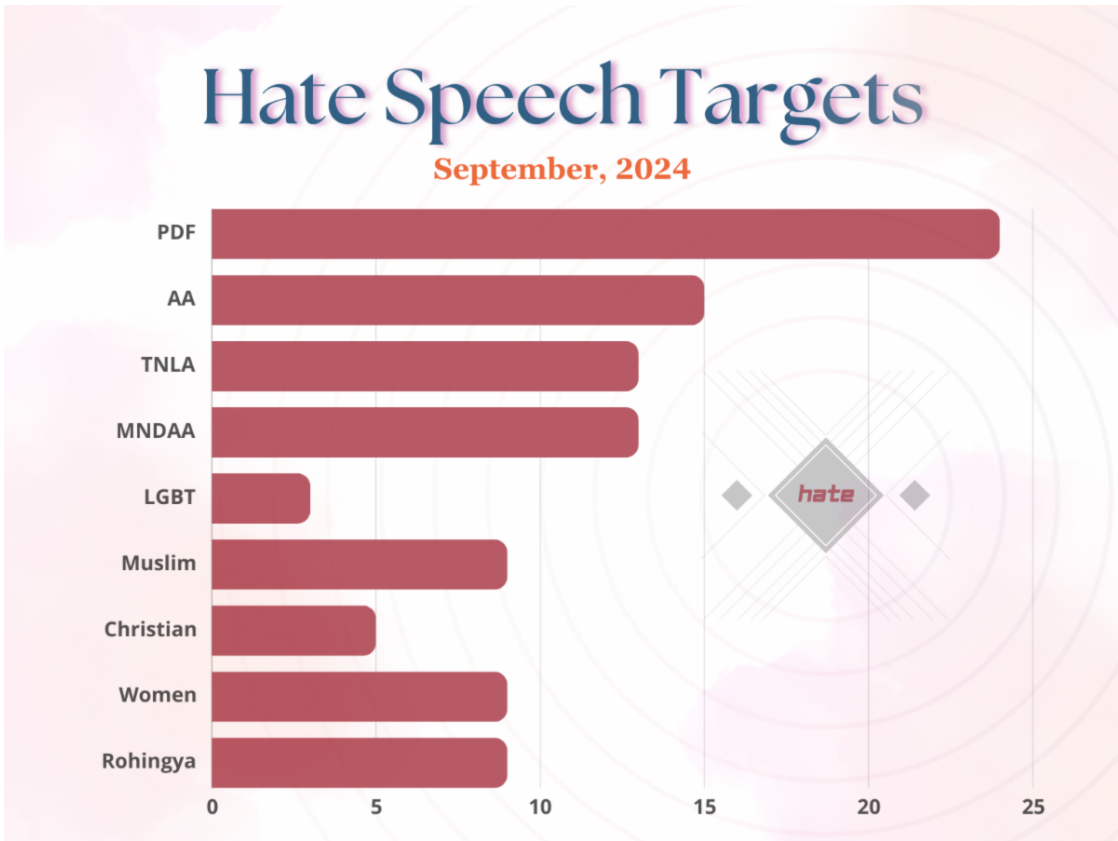 Hate Speech Targets
September, 2024
PDF
AA
TNLA
MNDAA
LGBT
hate
Muslim
Christian
Women
Rohingya
0 5 10 15 20 25